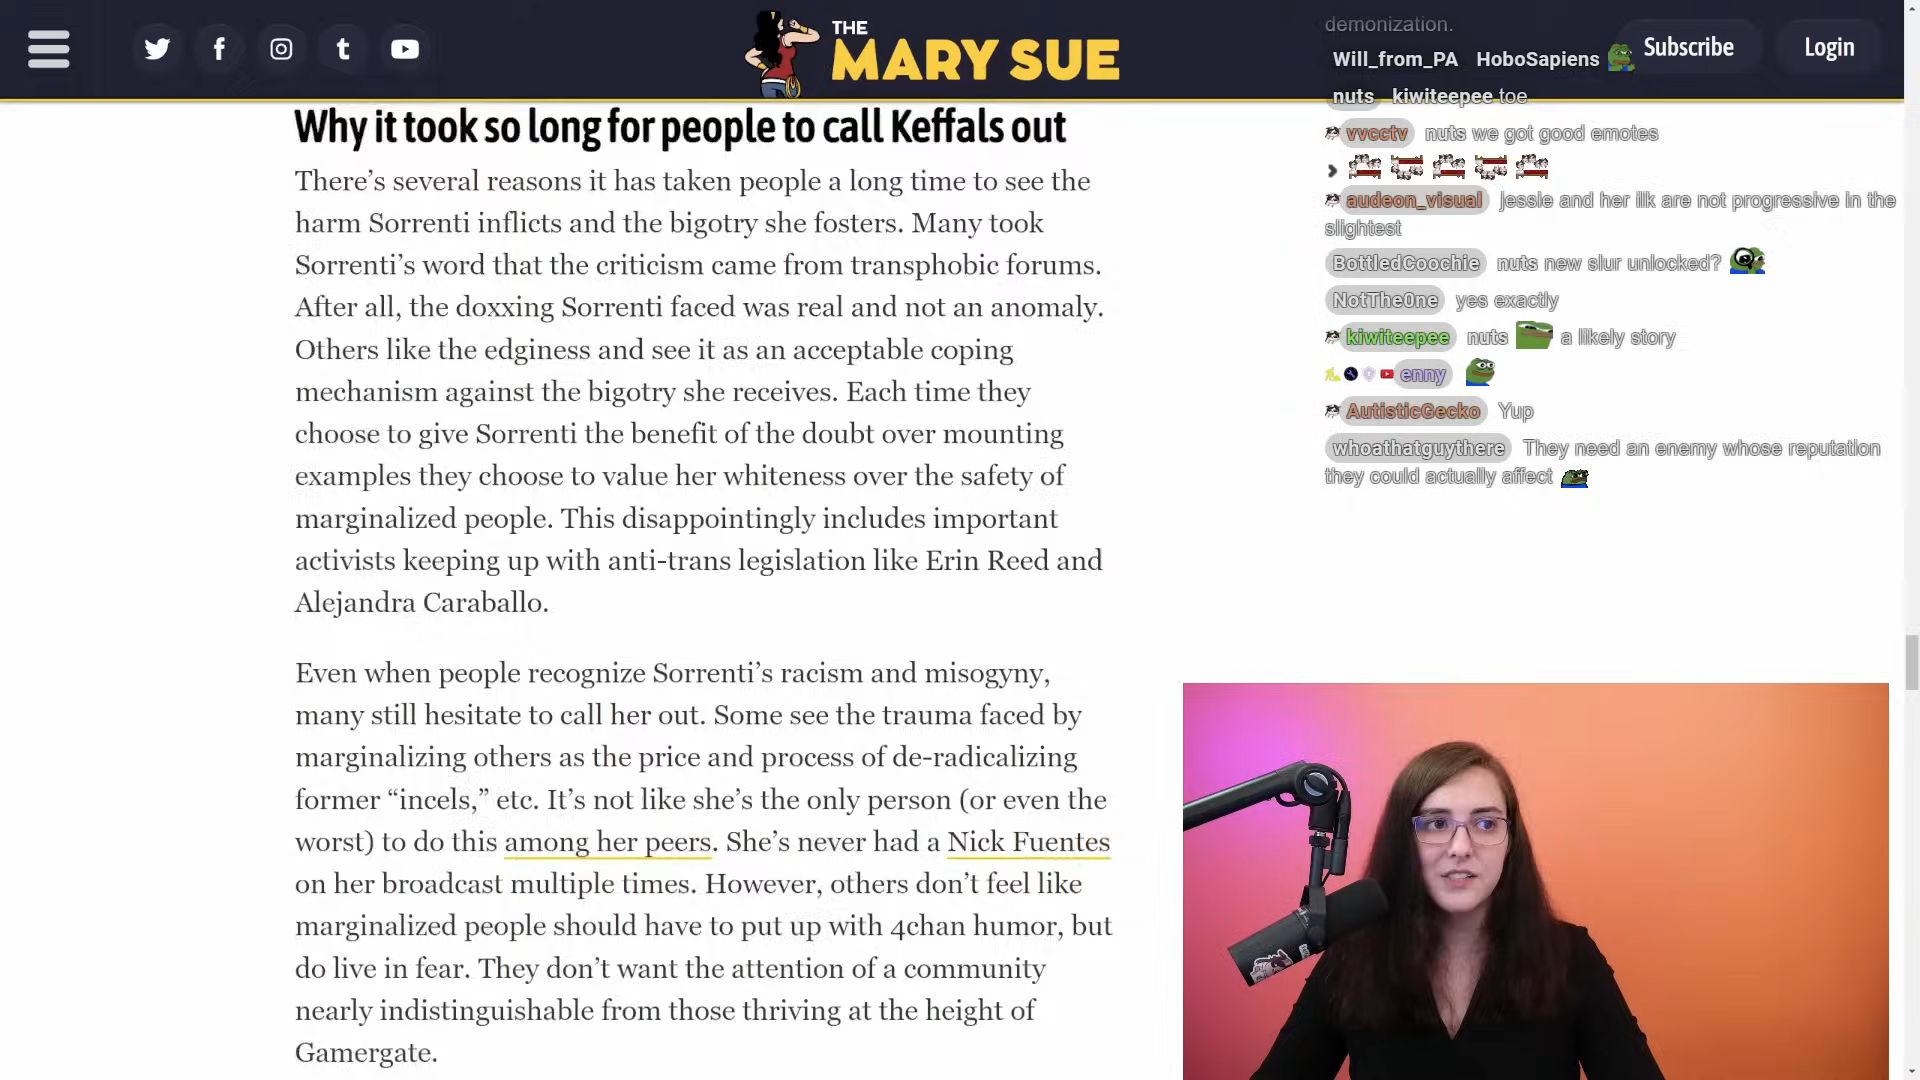 THE
MARY SUE
Subscribe
Login
Why it took so long for people to call Keffals out
There's several reasons it has taken people a long time to see the
harm Sorrenti inflicts and the bigotry she fosters. Many took
Sorrenti's word that the criticism came from transphobic forums.
After all, the doxxing Sorrenti faced was real and not an anomaly.
Others like the edginess and see it as an acceptable coping
mechanism against the bigotry she receives. Each time they
choose to give Sorrenti the benefit of the doubt over mounting
examples they choose to value her whiteness over the safety of
marginalized people. This disappointingly includes important
activists keeping up with anti-trans legislation like Erin Reed and
Alejandra Caraballo.
Even when people recognize Sorrenti's racism and misogyny,
many still hesitate to call her out. Some see the trauma faced by
marginalizing others as the price and process of de-radicalizing
former “incels,” etc. It's not like she's the only person (or even the
worst) to do this among her peers. She's never had a Nick Fuentes
on her broadcast multiple times. However, others don't feel like
marginalized people should have to put up with 4chan humor, but
do live in fear. They don't want the attention of a community
nearly indistinguishable from those thriving at the height of
Gamergate.
demonization.
Will_from_PA HoboSapiens
nuts kiwiteepee toe
vvcctv nuts we got good emotes
audeon_visual jessie and her ilk are not progressive in the
slightest
BottledCoochie nuts new slur unlocked?
NotThe0ne yes exactly
kiwiteepee nuts a likely story
enny
AutisticGecko Yup
whoathatguythere They need an enemy whose reputation
they could actually affect